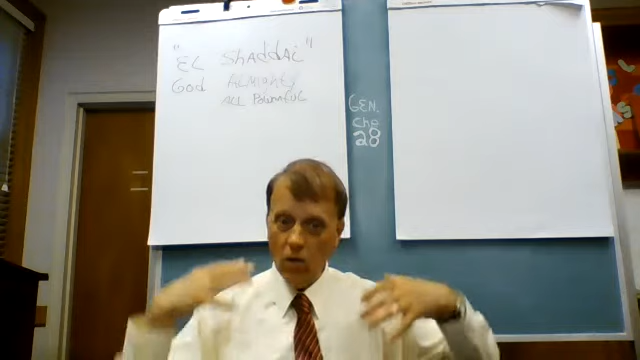 "EL ShAddAi"
God ALMIGHTY
ALL POWERFUL
GEN.
Chp
28